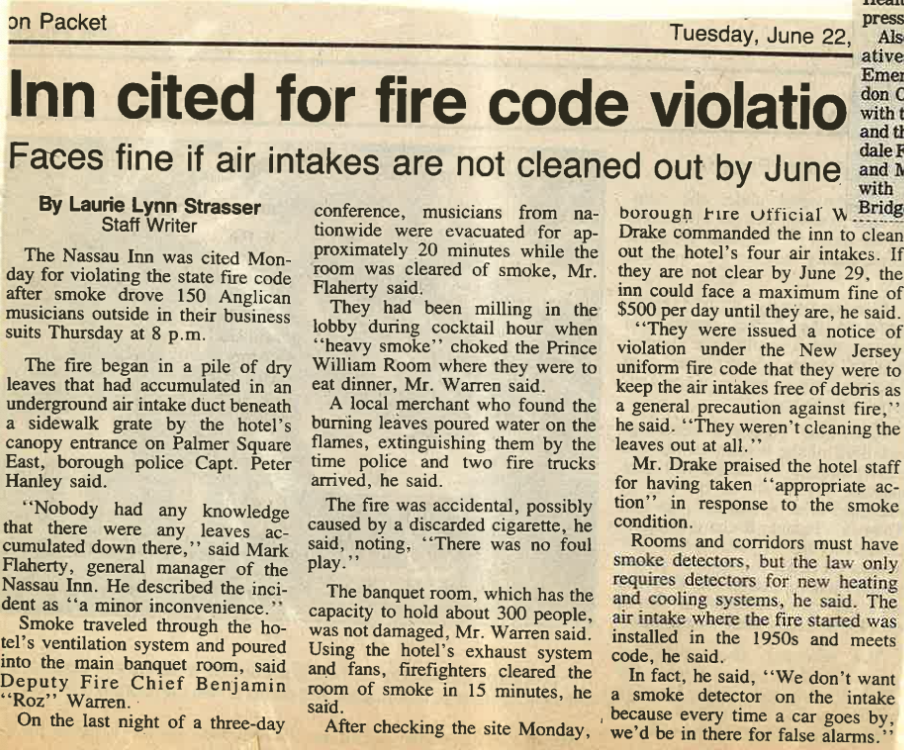 on Packet
Tuesday, June 22,
Inn cited for fire code violatio
Faces fine if air intakes are not cleaned out by June
By Laurie Lynn Strasser
Staff Writer
The Nassau Inn was cited Mon-
day for violating the state fire code
after smoke drove 150 Anglican
musicians outside in their business
suits Thursday at 8 p.m.
The fire began in a pile of dry
leaves that had accumulated in an
underground air intake duct beneath
a sidewalk grate by the hotel's
canopy entrance on Palmer Square
East, borough police Capt. Peter
Hanley said.
"Nobody had any knowledge
that there were any leaves ac-
cumulated down there," said Mark
Flaherty, general manager of the
Nassau Inn. He described the inci-
dent as "a minor inconvenience."
Smoke traveled through the ho-
tel's ventilation system and poured
into the main banquet room, said
Deputy Fire Chief Benjamin
"Roz" Warren.
On the last night of a three-day
conference, musicians from na-
tionwide were evacuated for ap-
proximately 20 minutes while the
room was cleared of smoke, Mr.
Flaherty said.
They had been milling in the
lobby during cocktail hour when
"heavy smoke" choked the Prince
William Room where they were to
eat dinner, Mr. Warren said.
A local merchant who found the
burning leaves poured water on the
flames, extinguishing them by the
time police and two fire trucks
arrived, he said.
The fire was accidental, possibly
caused by a discarded cigarette, he
said, noting, "There was no foul
play."
The banquet room, which has the
capacity to hold about 300 people,
was not damaged, Mr. Warren said.
Using the hotel's exhaust system
and fans, firefighters cleared the
room of smoke in 15 minutes, he
said.
After checking the site Monday,
borough Fire Official W
Drake commanded the inn to clean
out the hotel's four air intakes. If
they are not clear by June 29, the
inn could face a maximum fine of
$500 per day until they are, he said.
"They were issued a notice of
violation under the New Jersey
uniform fire code that they were to
keep the air intakes free of debris as
a general precaution against fire,"
he said. "They weren't cleaning the
leaves out at all."
Mr. Drake praised the hotel staff
for having taken "appropriate ac-
tion" in response to the smoke
condition.
Rooms and corridors must have
smoke detectors, but the law only
requires detectors for new heating
and cooling systems, he said. The
air intake where the fire started was
installed in the 1950s and meets
code, he said.
In fact, he said, "We don't want
a smoke detector on the intake
because every time a car goes by,
we'd be in there for false alarms."
press
Als
ative
Emer
don C
with t
and th
dale F
and M
with
Bridg